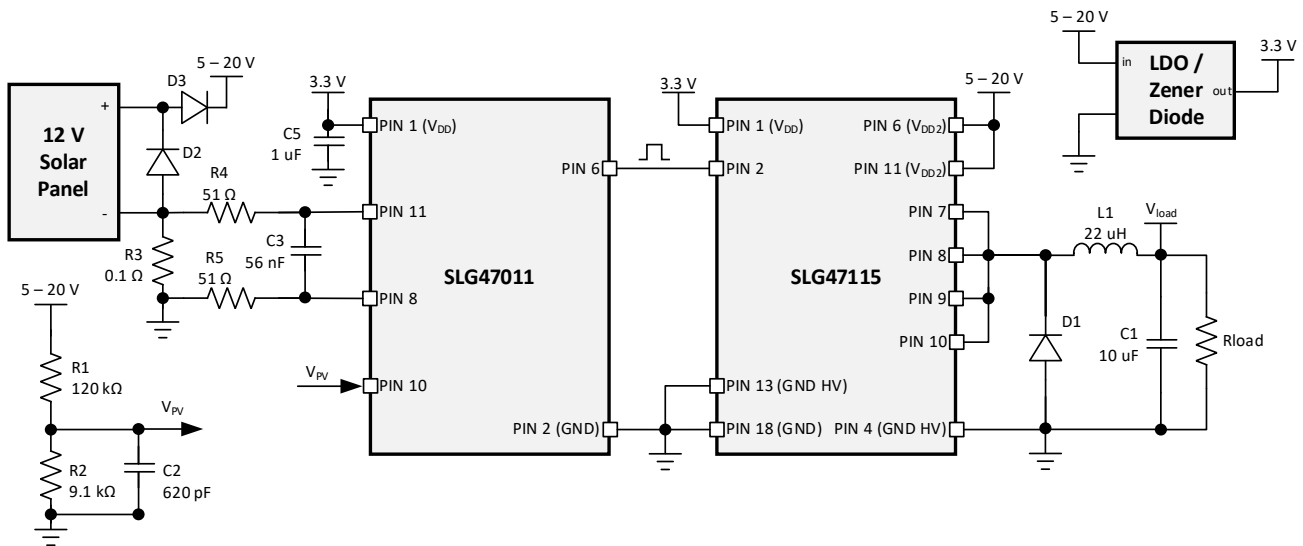 12 V
Solar
Panel
+
-
D3
5 – 20 V
D2
R4
51 Ω
R3
0.1 Ω
R5
51 Ω
C3
56 nF
5 – 20 V
R1
120 kΩ
VPV
R2
9.1 kΩ
C2
620 pF
3.3 V
C5
1 uF
PIN 1 (VDD)
PIN 6
PIN 11
SLG47011
PIN 8
VPV
PIN 10
PIN 2 (GND)
3.3 V
PIN 1 (VDD)
PIN 2
PIN 6 (VDD2)
PIN 11 (VDD2)
5 – 20 V
PIN 7
PIN 8
SLG47115
PIN 9
PIN 10
PIN 13 (GND HV)
PIN 18 (GND)
PIN 4 (GND HV)
D1
L1
22 uH
Vload
C1
10 uF
Rload
5 – 20 V
in
LDO /
Zener
Diode
out
3.3 V